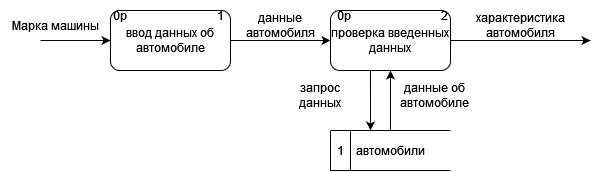 Марка машины
0р 1
ввод данных об
автомобиле
данные
автомобиля
0р 2
проверка введенных
данных
характеристика
автомобиля
запрос
данных
данные об
автомобиле
1 автомобили